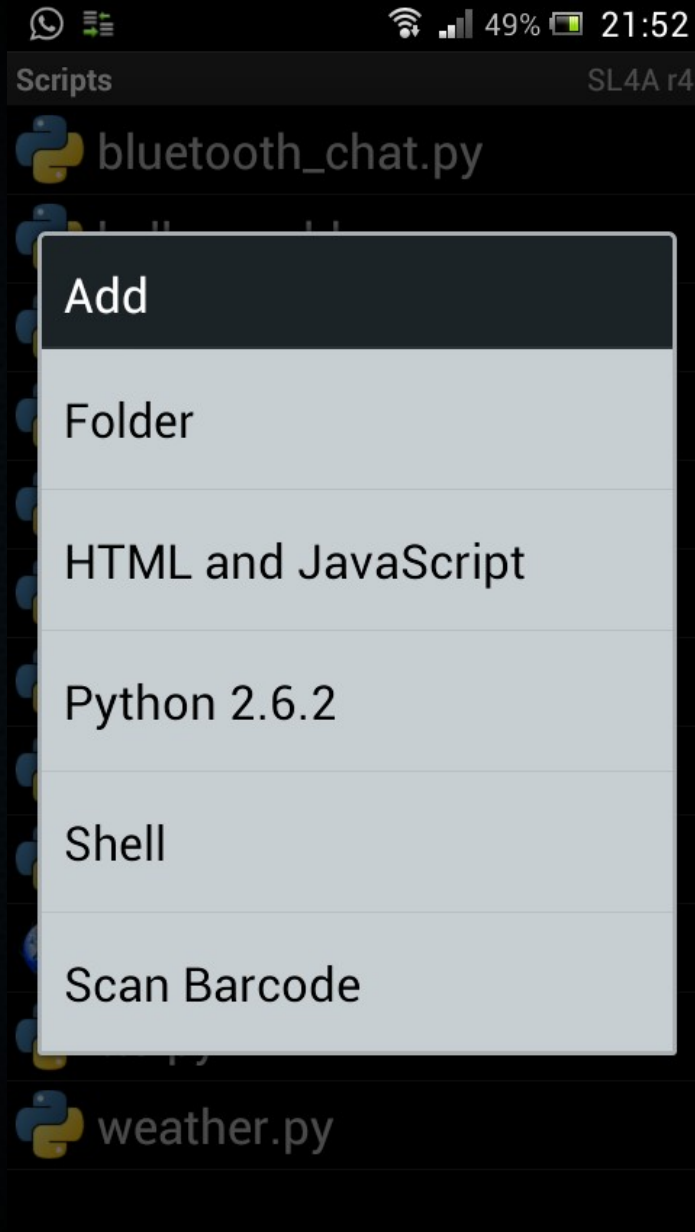 49% 21:52
Scripts SL4A r4
bluetooth_chat.py
Add
Folder
HTML and JavaScript
Python 2.6.2
Shell
Scan Barcode
weather.py